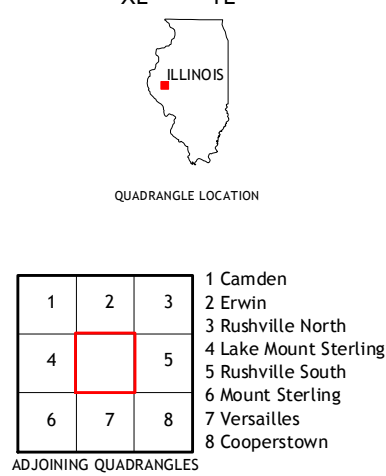 ILLINOIS
QUADRANGLE LOCATION
1 2 3
4 5
6 7 8
1 Camden
2 Erwin
3 Rushville North
4 Lake Mount Sterling
5 Rushville South
6 Mount Sterling
7 Versailles
8 Cooperstown
ADJOINING QUADRANGLES